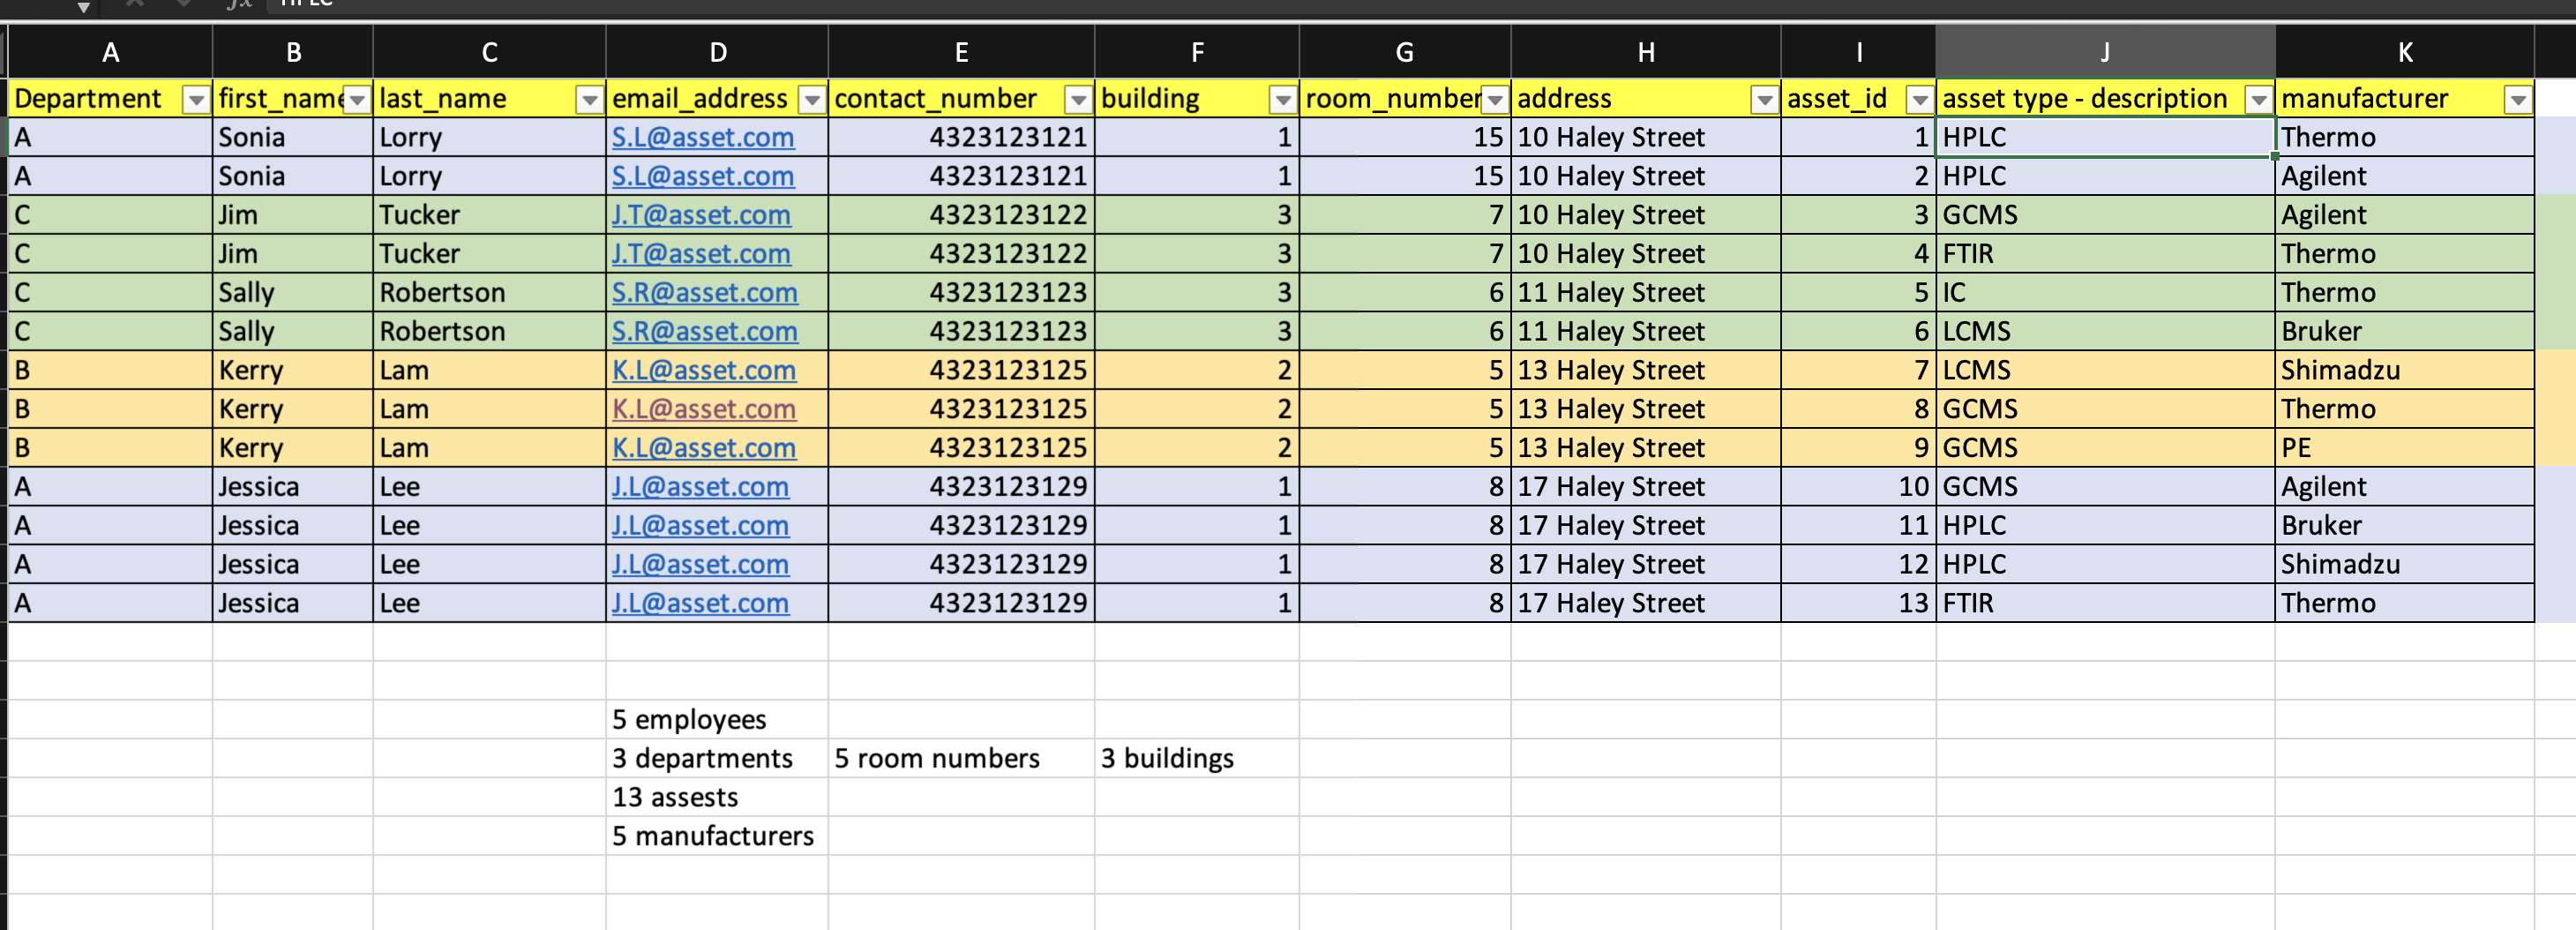 fx HPLC
A B C D E F G H I J K
Department first_name last_name email_address contact_number building room_number address asset_id asset type - description manufacturer
A Sonia Lorry S.L@asset.com 4323123121 1 15 10 Haley Street 1 HPLC Thermo
A Sonia Lorry S.L@asset.com 4323123121 1 15 10 Haley Street 2 HPLC Agilent
C Jim Tucker J.T@asset.com 4323123122 3 7 10 Haley Street 3 GCMS Agilent
C Jim Tucker J.T@asset.com 4323123122 3 7 10 Haley Street 4 FTIR Thermo
C Sally Robertson S.R@asset.com 4323123123 3 6 11 Haley Street 5 IC Thermo
C Sally Robertson S.R@asset.com 4323123123 3 6 11 Haley Street 6 LCMS Bruker
B Kerry Lam K.L@asset.com 4323123125 2 5 13 Haley Street 7 LCMS Shimadzu
B Kerry Lam K.L@asset.com 4323123125 2 5 13 Haley Street 8 GCMS Thermo
B Kerry Lam K.L@asset.com 4323123125 2 5 13 Haley Street 9 GCMS PE
A Jessica Lee J.L@asset.com 4323123129 1 8 17 Haley Street 10 GCMS Agilent
A Jessica Lee J.L@asset.com 4323123129 1 8 17 Haley Street 11 HPLC Bruker
A Jessica Lee J.L@asset.com 4323123129 1 8 17 Haley Street 12 HPLC Shimadzu
A Jessica Lee J.L@asset.com 4323123129 1 8 17 Haley Street 13 FTIR Thermo
5 employees
3 departments 5 room numbers 3 buildings
13 assests
5 manufacturers